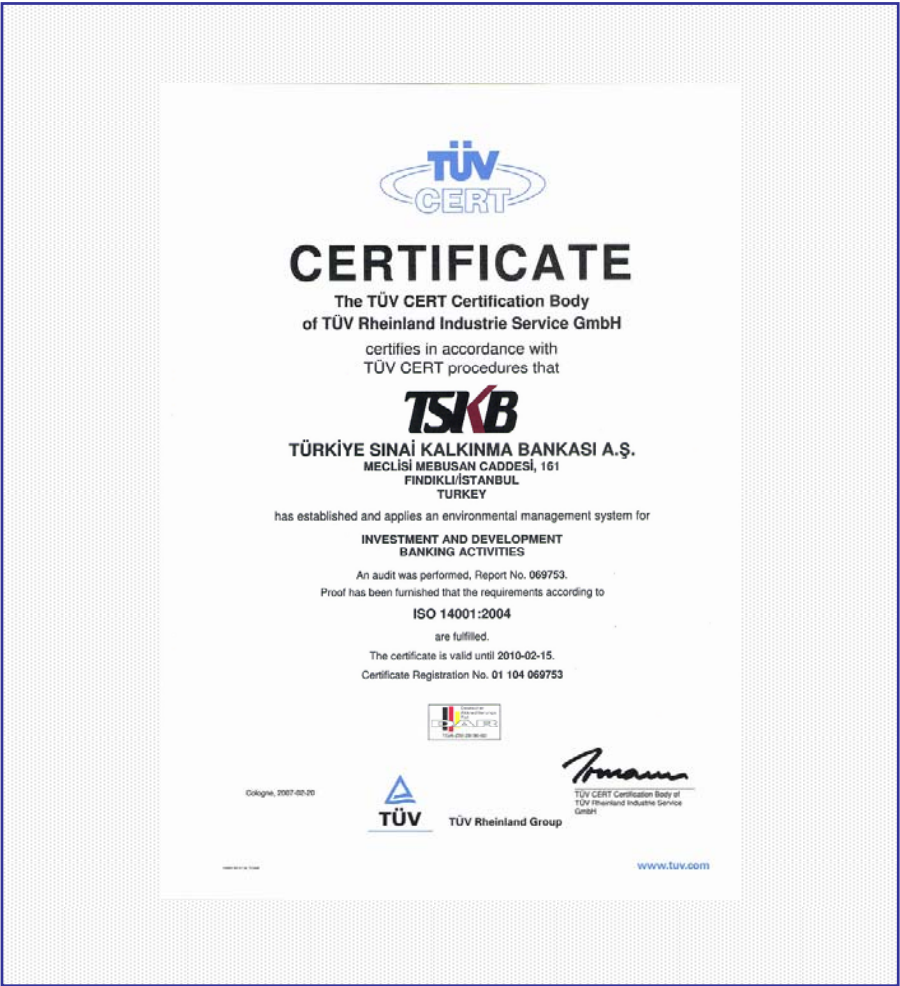 TÜV
CERT
CERTIFICATE
The TÜV CERT Certification Body
of TÜV Rheinland Industrie Service GmbH
certifies in accordance with
TÜV CERT procedures that
TSKB
TÜRKİYE SINAİ KALKINMA BANKASI A.Ş.
MECLİSİ MEBUSAN CADDESİ, 161
FINDIKLI/İSTANBUL
TURKEY
has established and applies an environmental management system for
INVESTMENT AND DEVELOPMENT
BANKING ACTIVITIES
An audit was performed, Report No. 069753.
Proof has been furnished that the requirements according to
ISO 14001:2004
are fulfilled.
The certificate is valid until 2010-02-15.
Certificate Registration No. 01 104 069753
DAR
Cologne, 2007-02-20
TÜV
TÜV Rheinland Group
TÜV CERT Certification Body of
TÜV Rheinland Industrie Service
GmbH
www.tuv.com